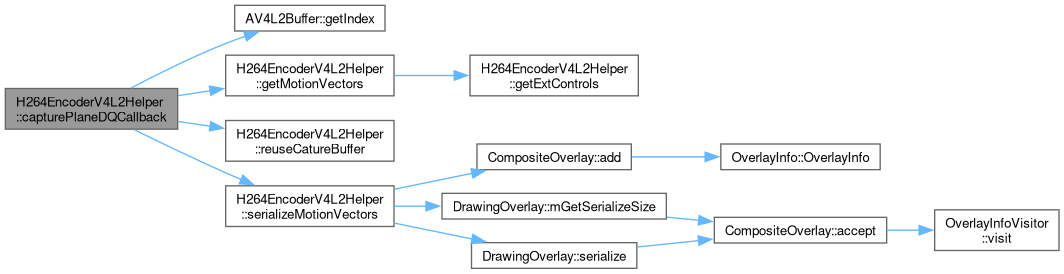 AV4L2Buffer::getIndex
H264EncoderV4L2Helper
::getMotionVectors
H264EncoderV4L2Helper
::getExtControls
H264EncoderV4L2Helper
::capturePlaneDQCallback
H264EncoderV4L2Helper
::reuseCatureBuffer
CompositeOverlay::add
OverlayInfo::OverlayInfo
H264EncoderV4L2Helper
::serializeMotionVectors
DrawingOverlay::mGetSerializeSize
CompositeOverlay::accept
OverlayInfoVisitor
::visit
DrawingOverlay::serialize